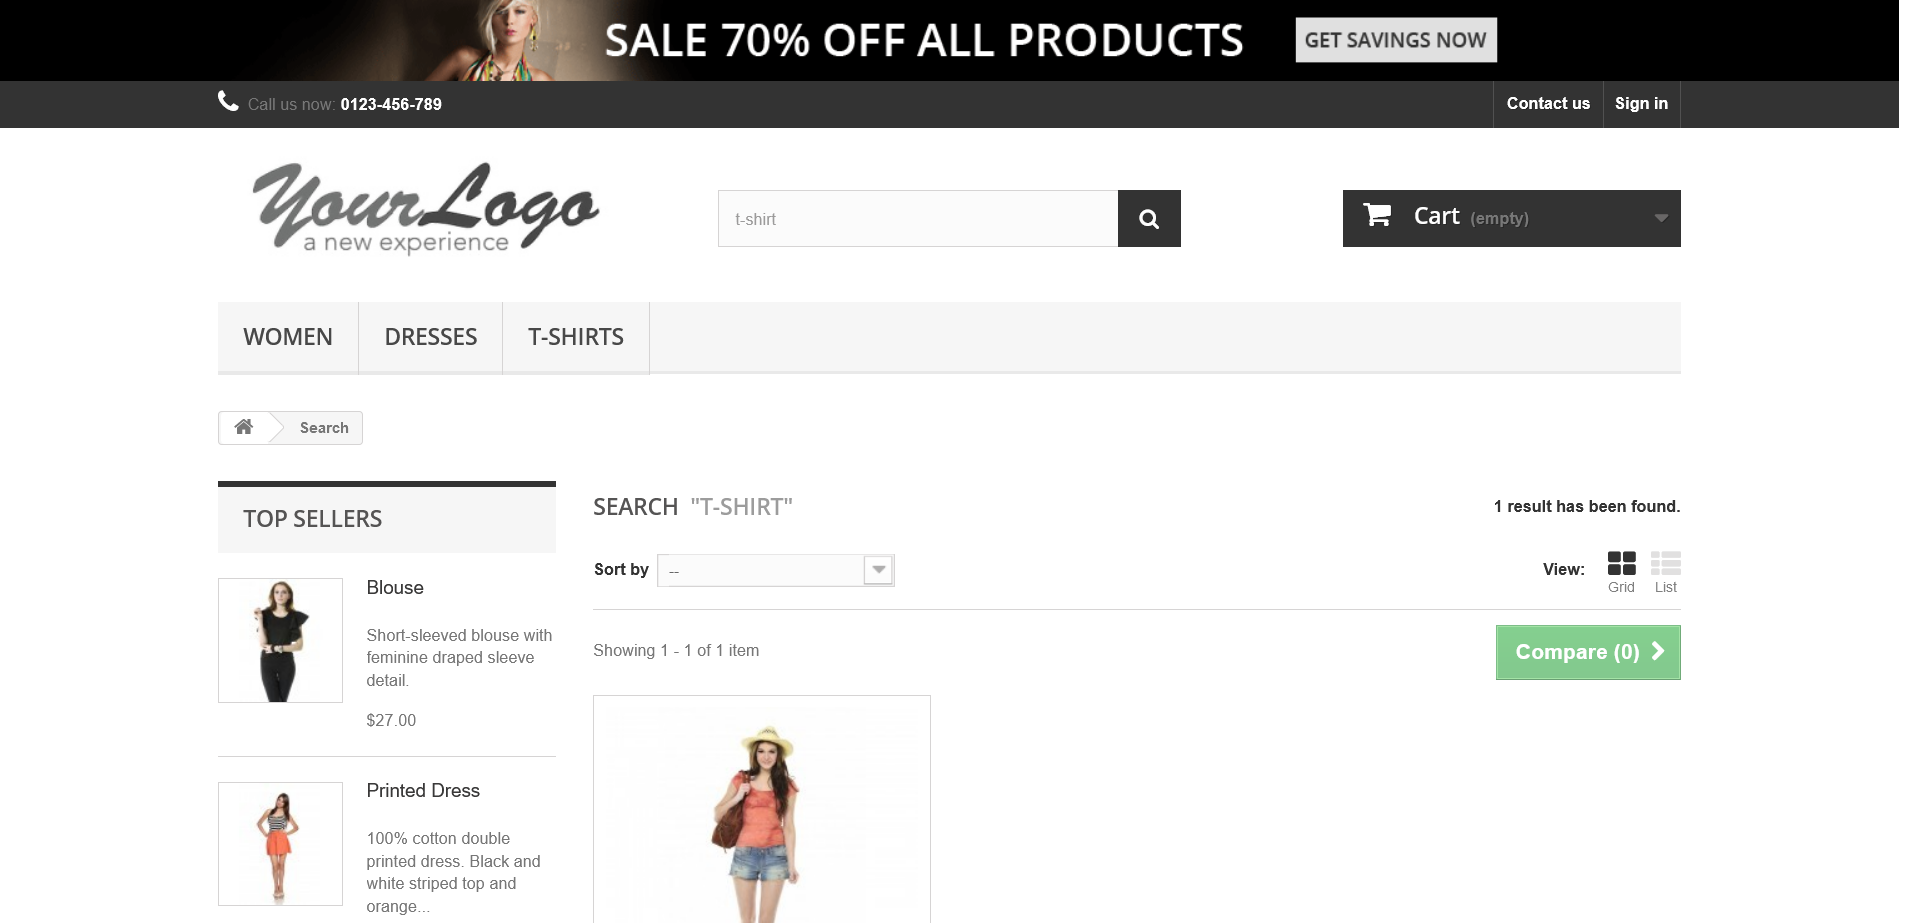 SALE 70% OFF ALL PRODUCTS
GET SAVINGS NOW
Call us now: 0123-456-789
Contact us
Sign in
YourLogo
a new experience
t-shirt
Cart (empty)
WOMEN
DRESSES
T-SHIRTS
Search
TOP SELLERS
Blouse
Short-sleeved blouse with
feminine draped sleeve
detail.
$27.00
Printed Dress
100% cotton double
printed dress. Black and
white striped top and
orange...
SEARCH "T-SHIRT"
1 result has been found.
Sort by
--
View:
Grid
List
Showing 1 - 1 of 1 item
Compare (0)